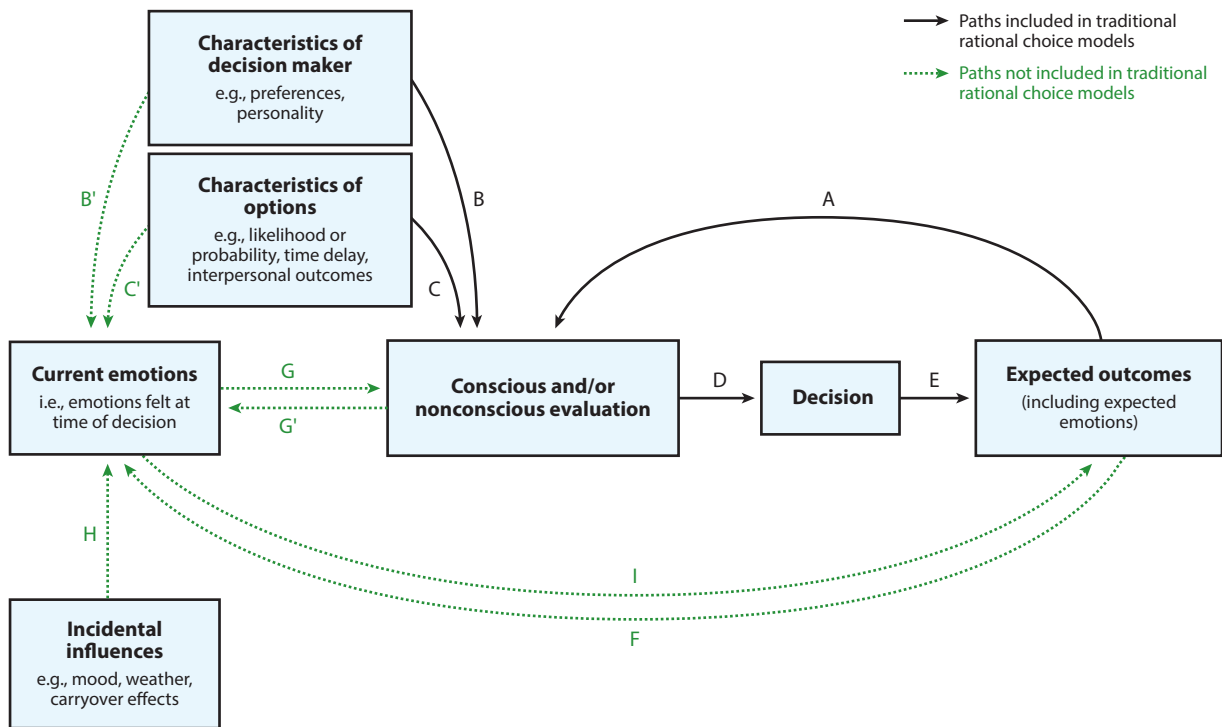 Characteristics of
decision maker
e.g., preferences,
personality
Paths included in traditional
rational choice models
Paths not included in traditional
rational choice models
Characteristics of
options
e.g., likelihood or
probability, time delay,
interpersonal outcomes
B'
B
A
C'
C
Current emotions
i.e., emotions felt at
time of decision
G
G'
Conscious and/or
nonconscious evaluation
D
Decision
E
Expected outcomes
(including expected
emotions)
H
I
F
Incidental
influences
e.g., mood, weather,
carryover effects